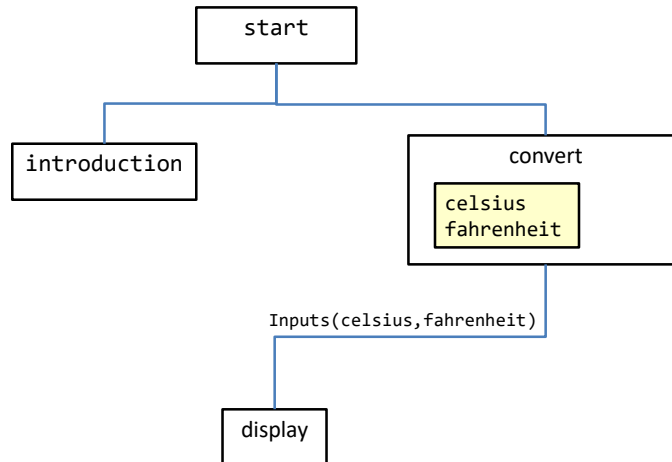 start
introduction
convert
celsius
fahrenheit
Inputs(celsius,fahrenheit)
display